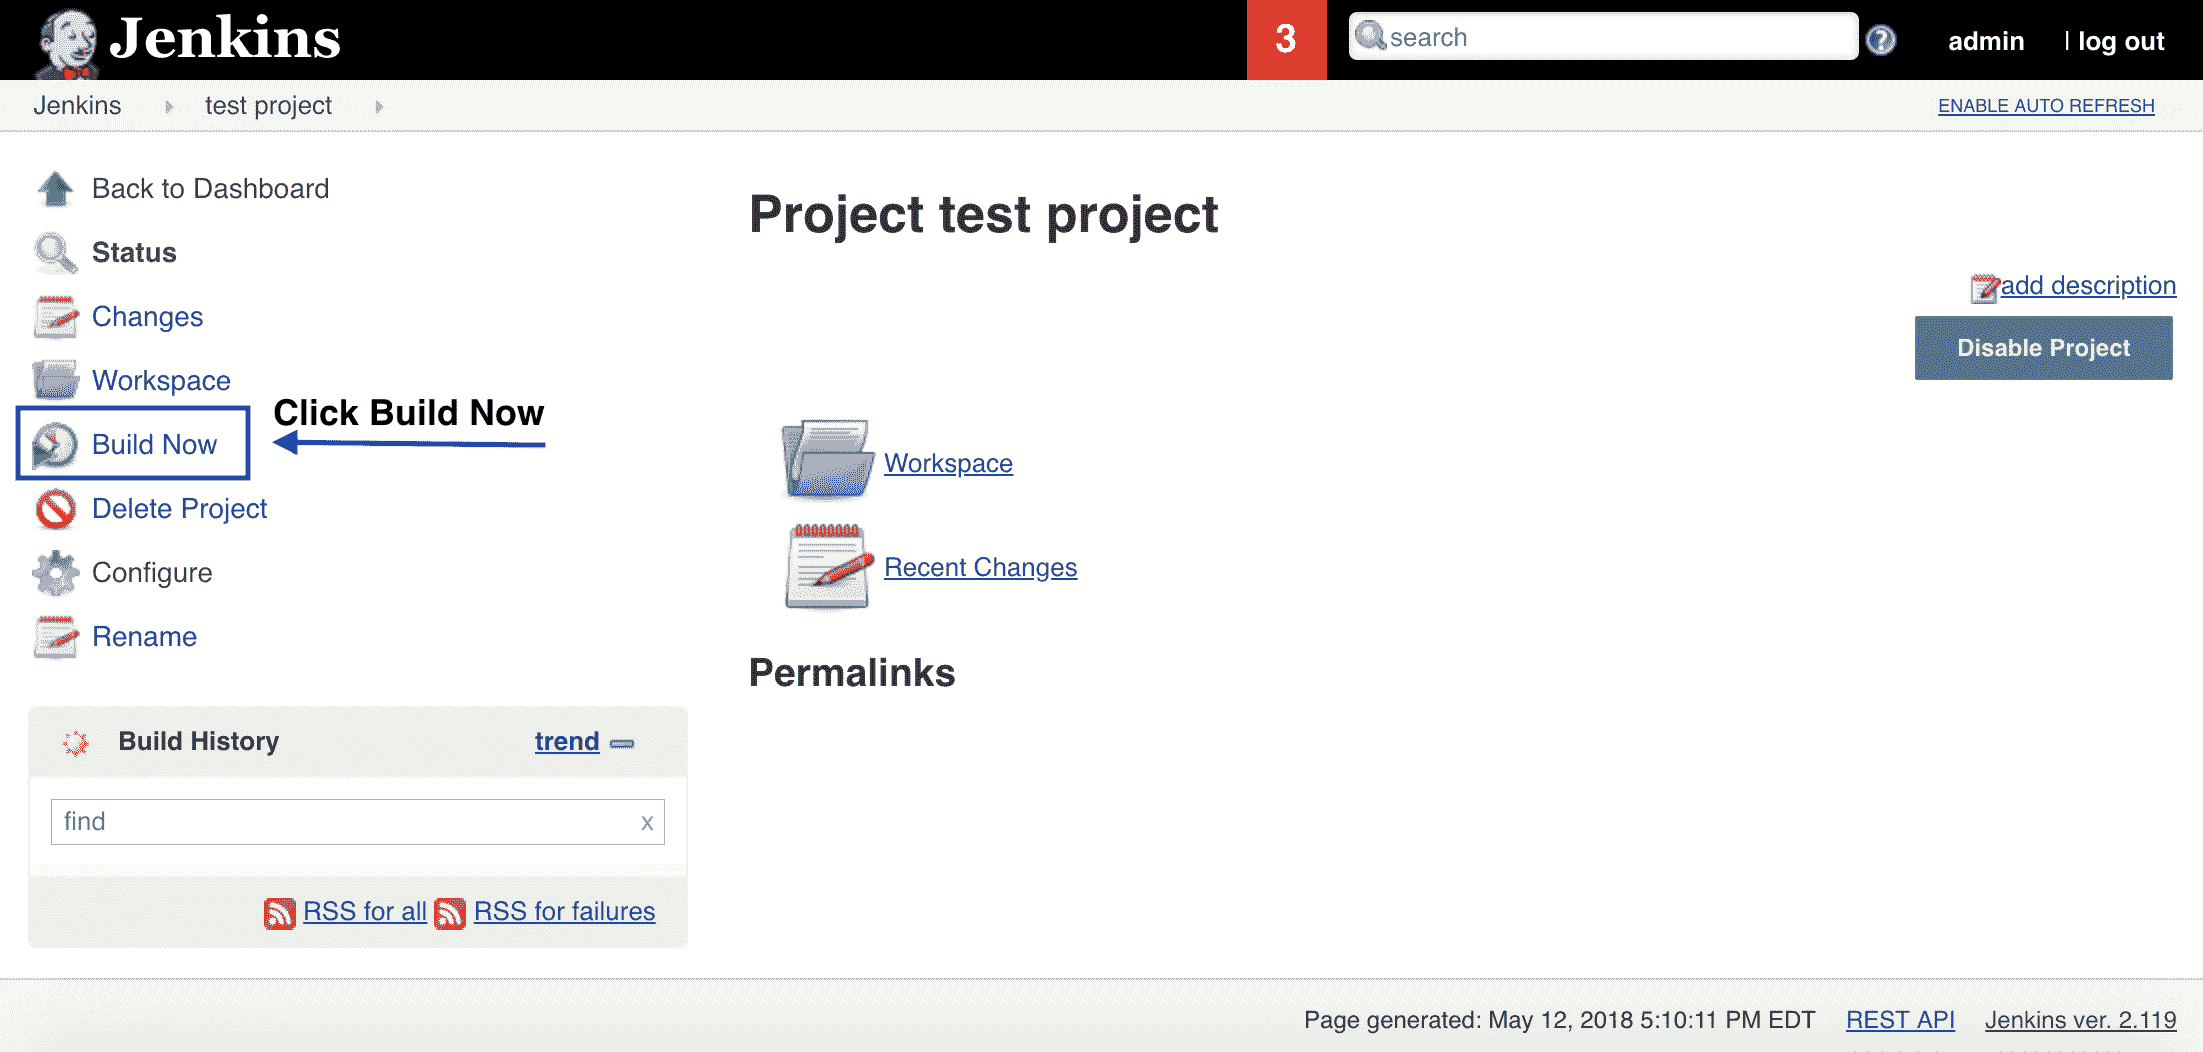 Jenkins
3
search
admin
| log out
Jenkins
test project
ENABLE AUTO REFRESH
Back to Dashboard
Status
Changes
Workspace
Build Now
Click Build Now
Delete Project
Configure
Rename
Project test project
add description
Disable Project
Workspace
Recent Changes
Permalinks
Build History
trend
find
x
RSS for all
RSS for failures
Page generated: May 12, 2018 5:10:11 PM EDT
REST API
Jenkins ver. 2.119